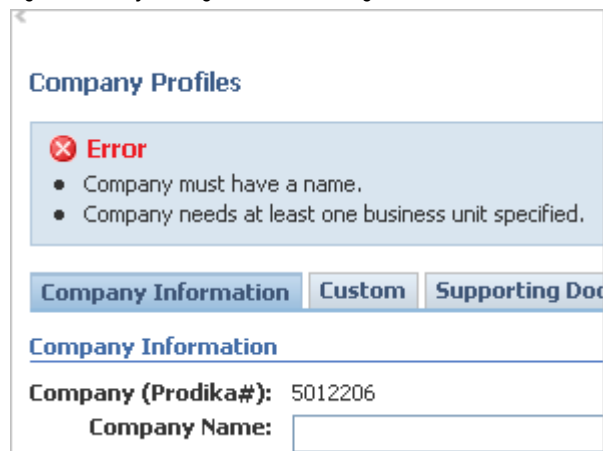 Company Profiles
Error
• Company must have a name.
• Company needs at least one business unit specified.
Company Information Custom Supporting
Company Information
Company (Prodika#): 5012206
Company Name: